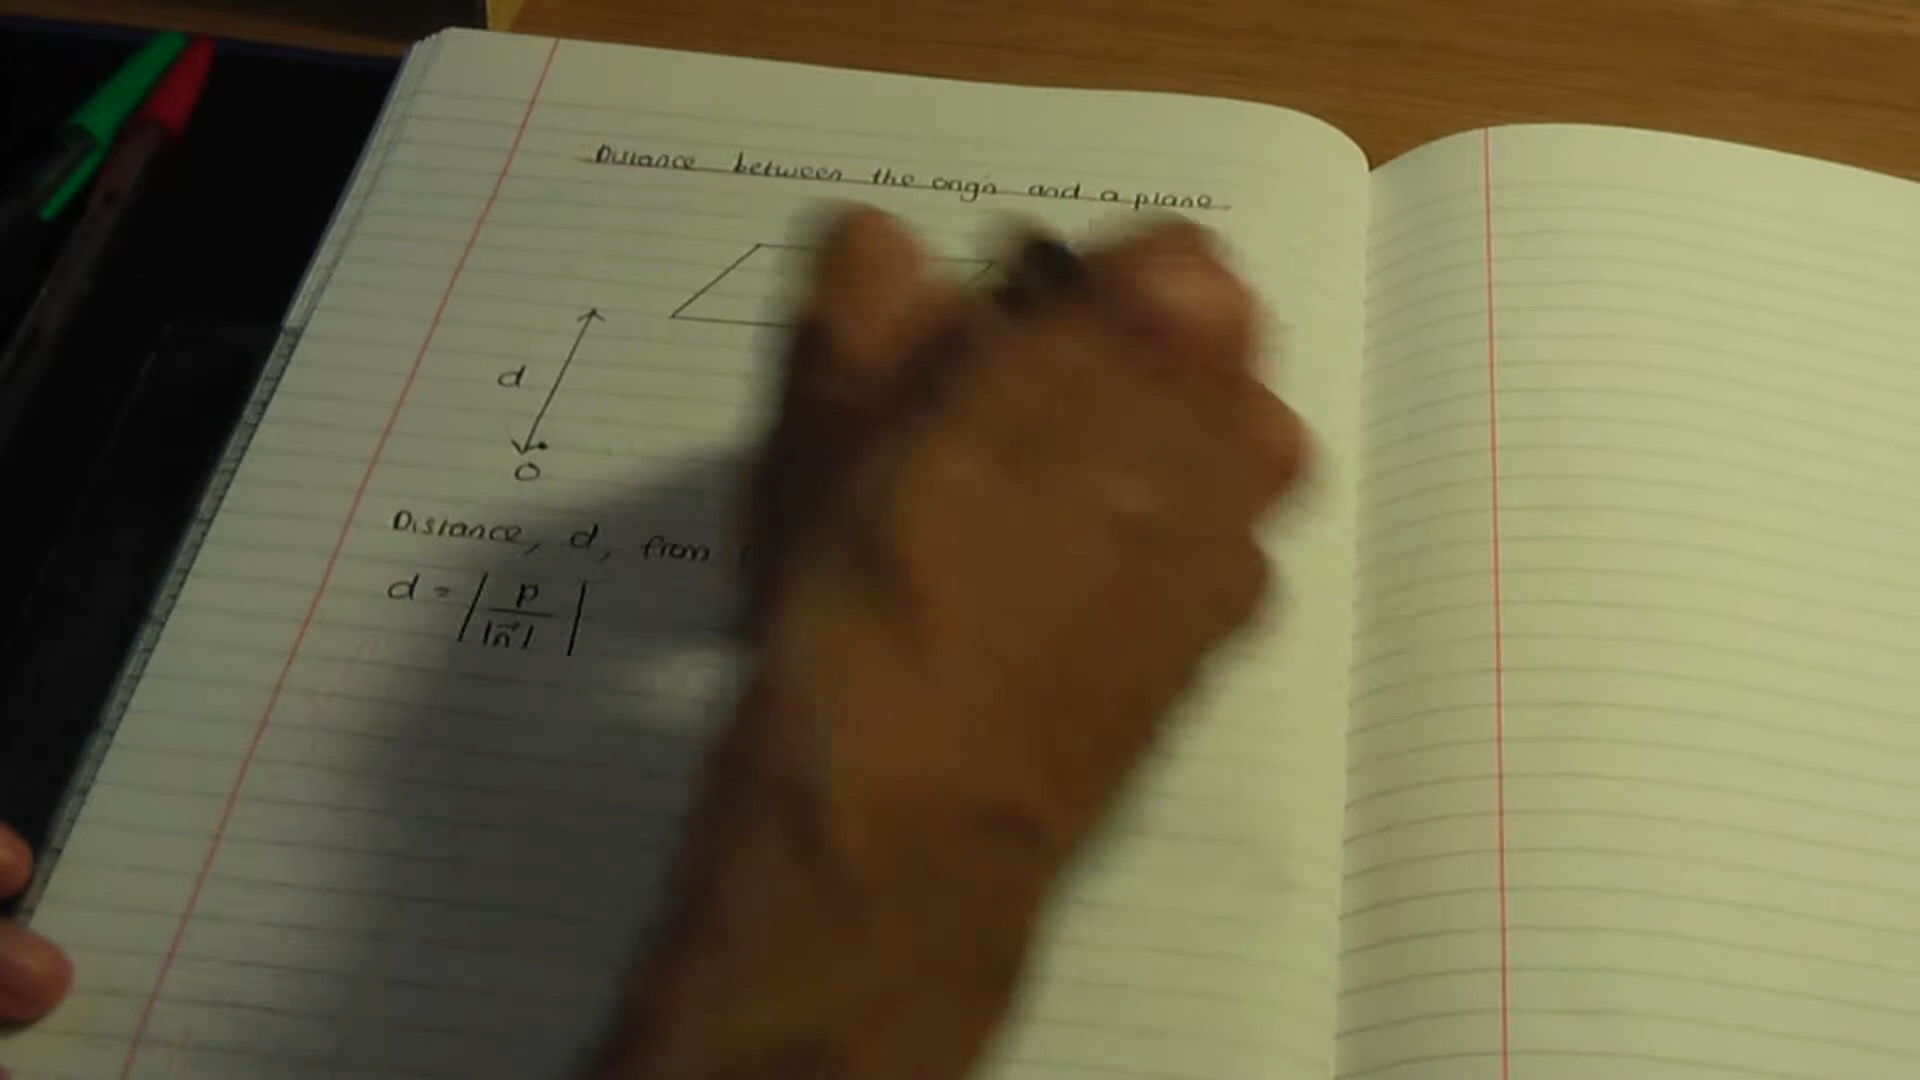 Distance between the origin and a plane
d
O
Distance, d, from
d = | p / |n⃗| |